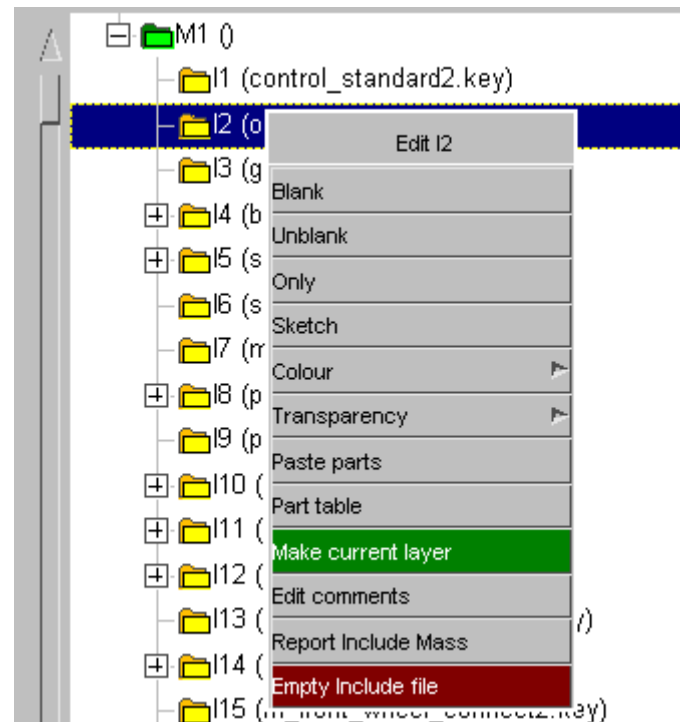 M1 ()
I1 (control_standard2.key)
I2 (o
Edit I2
I3 (g
Blank
I4 (b
Unblank
I5 (s
Only
I6 (s
Sketch
I7 (m
Colour
I8 (p
Transparency
I9 (p
Paste parts
I10 (
Part table
I11 (
Make current layer
I12 (
Edit comments
I13 (
Report Include Mass
I14 (
Empty Include file
I15 (